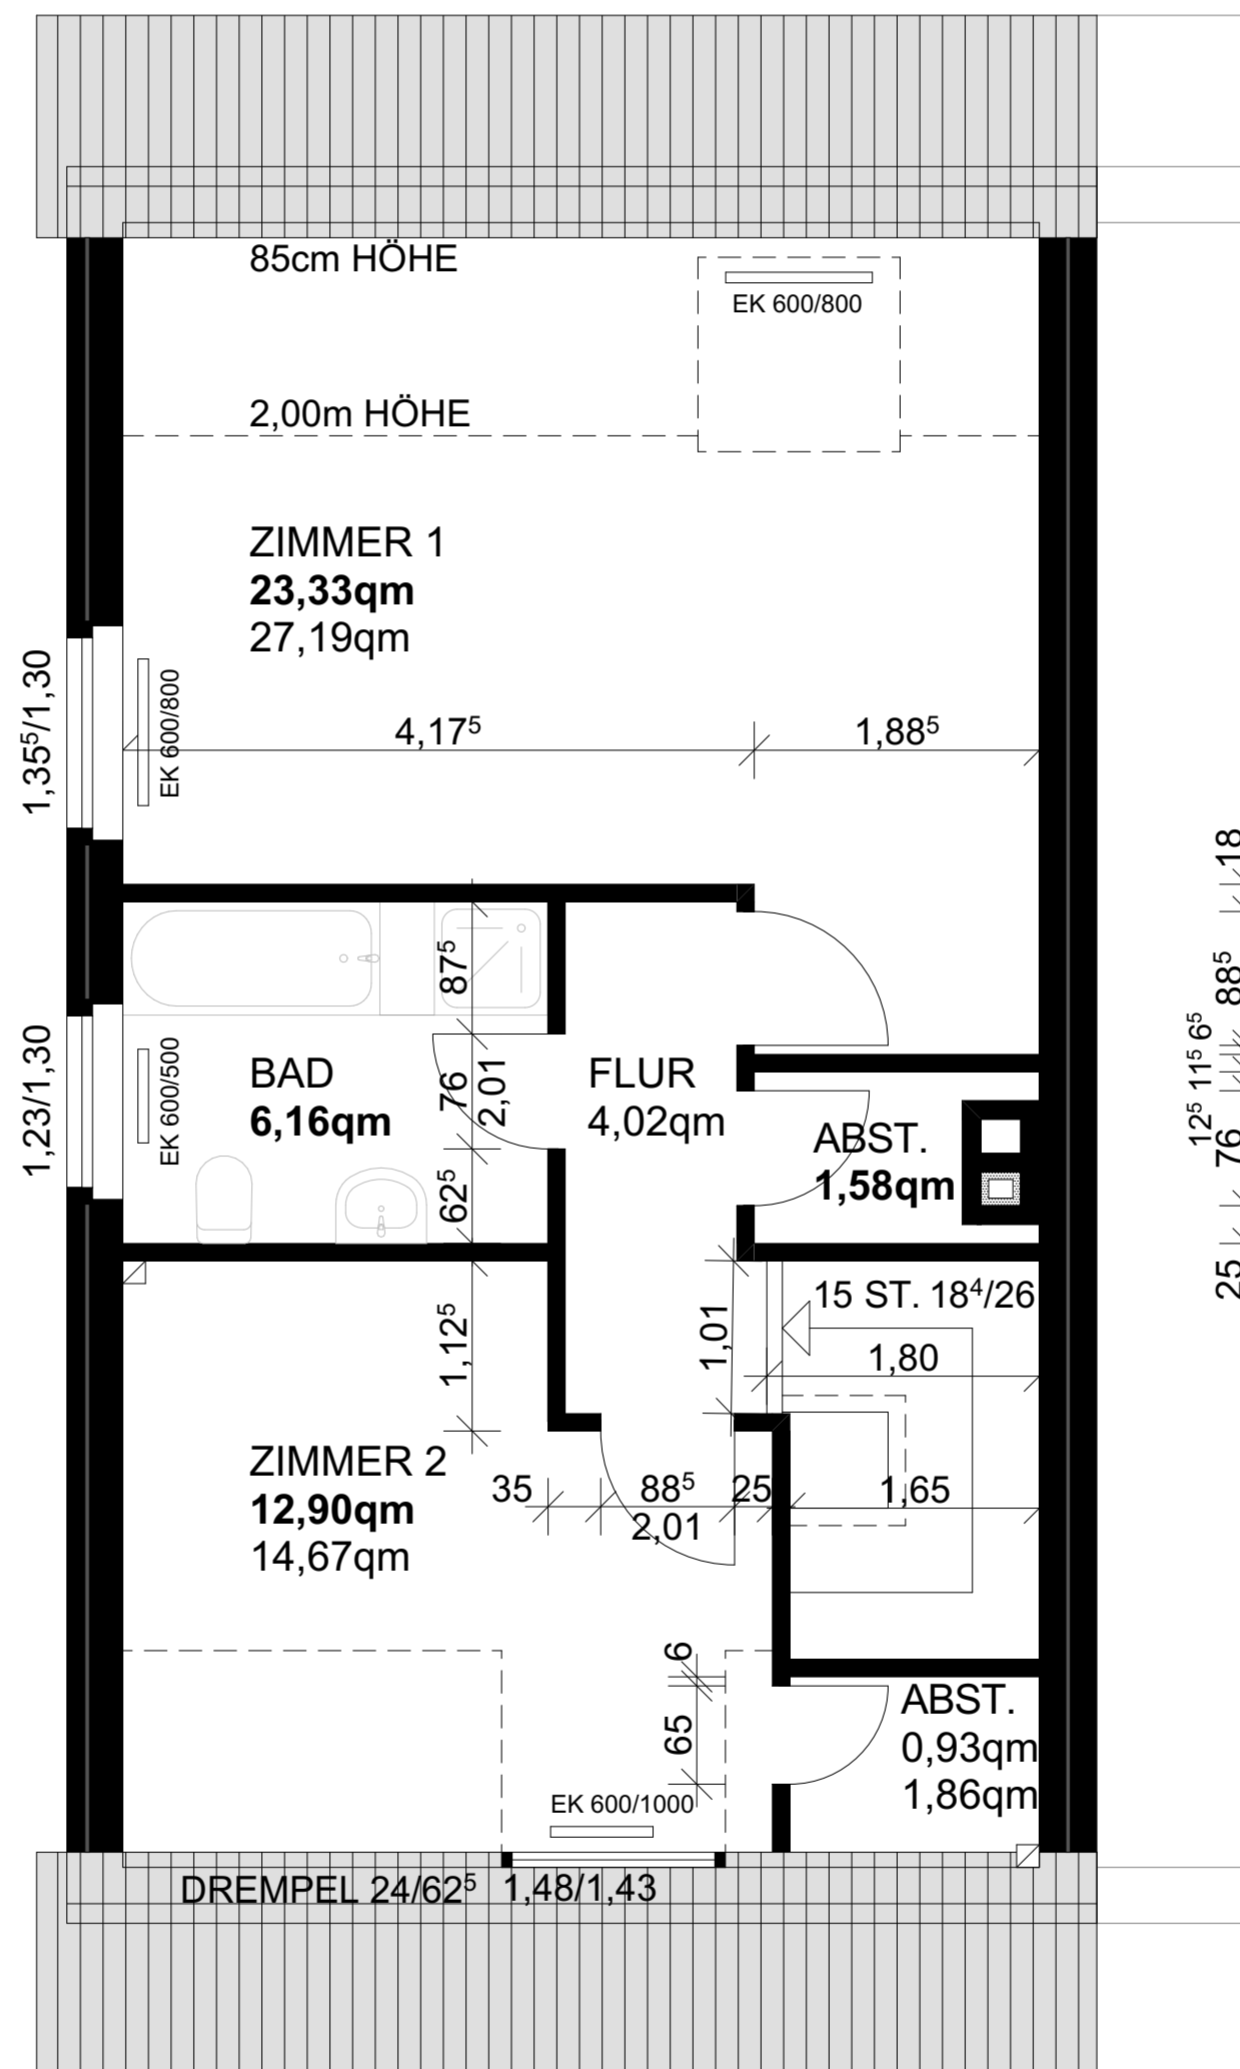 85cm HÖHE
EK 600/800
2,00m HÖHE
ZIMMER 1
23,33qm
27,19qm
1,35⁵/1,30
EK 600/800
4,17⁵
1,88⁵
18
88⁵
6⁵
11⁵
12⁵
76
25
87⁵
76
2,01
62⁵
1,23/1,30
EK 600/500
BAD
6,16qm
FLUR
4,02qm
ABST.
1,58qm
15 ST. 18⁴/26
1,01
1,80
1,12⁵
ZIMMER 2
12,90qm
14,67qm
35
88⁵
2,01
25
1,65
6
65
ABST.
0,93qm
1,86qm
EK 600/1000
DREMPEL 24/62⁵
1,48/1,43